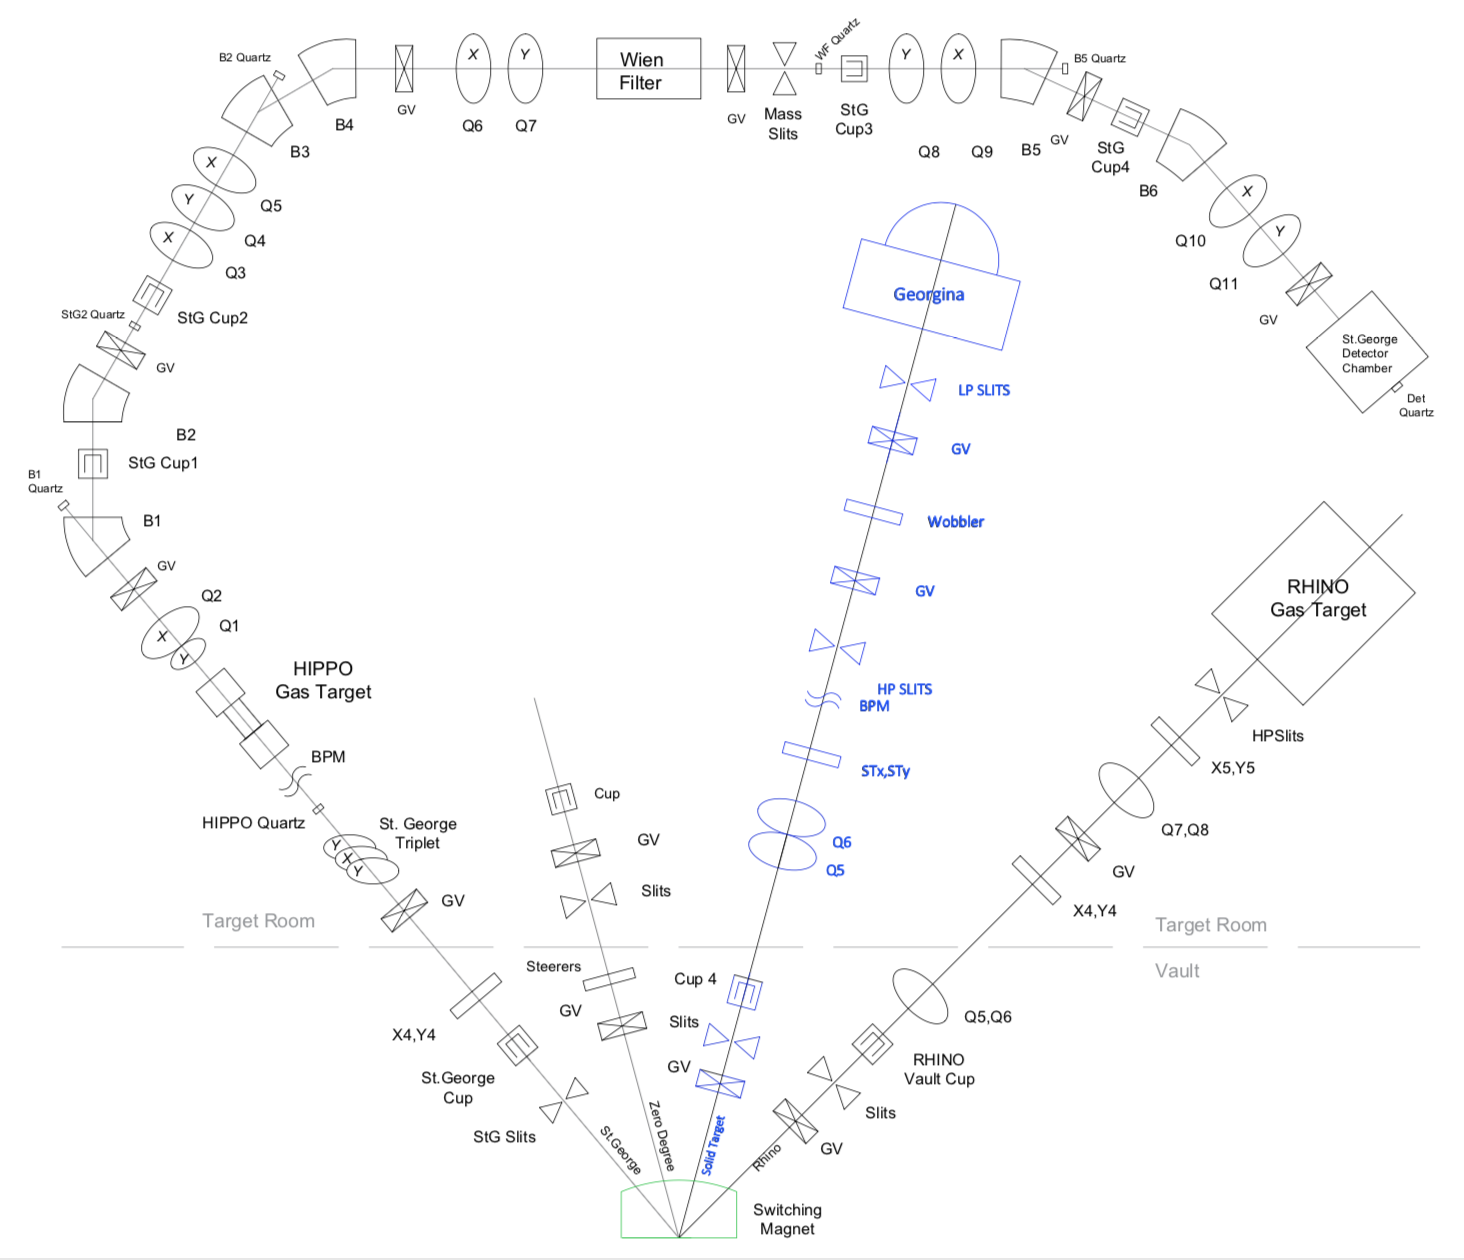 B2 Quartz
B4
B3
GV
X
Q6
Y
Q7
Wien
Filter
GV
Mass
Slits
WF Quartz
StG
Cup3
Y
Q8
X
Q9
B5
B5 Quartz
GV
StG
Cup4
B6
X
Q10
Y
Q11
GV
St.George
Detector
Chamber
Det
Quartz
X
Q5
Y
Q4
X
Q3
StG2 Quartz
StG Cup2
GV
B2
StG Cup1
B1
Quartz
B1
GV
Q2
Q1
X
Y
HIPPO
Gas Target
BPM
HIPPO Quartz
St. George
Triplet
Y
X
Y
GV
Target Room
X4,Y4
St.George
Cup
StG Slits
St.George
Cup
GV
Slits
Steerers
GV
Zero Degree
Georgina
LP SLITS
GV
Wobbler
GV
HP SLITS
BPM
STx,STy
Q6
Q5
Cup 4
Slits
GV
Solid Target
RHINO
Gas Target
HPSlits
X5,Y5
Q7,Q8
GV
X4,Y4
Target Room
Vault
Q5,Q6
RHINO
Vault Cup
Slits
GV
Rhino
Switching
Magnet